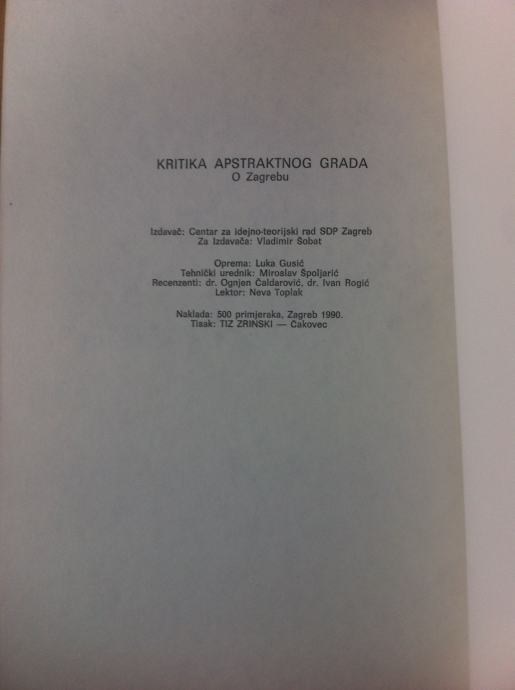 KRITIKA APSTRAKTNOG GRADA
O Zagrebu
Izdavač: Centar za idejno-teorijski rad SDP Zagreb
Za Izdavača: Vladimir Šobat
Oprema: Luka Gusić
Tehnički urednik: Miroslav Špoljarić
Recenzenti: dr. Ognjen Čaldarović, dr. Ivan Rogić
Lektor: Neva Toplak
Naklada: 500 primjeraka, Zagreb 1990.
Tisak: TIZ ZRINSKI — Čakovec